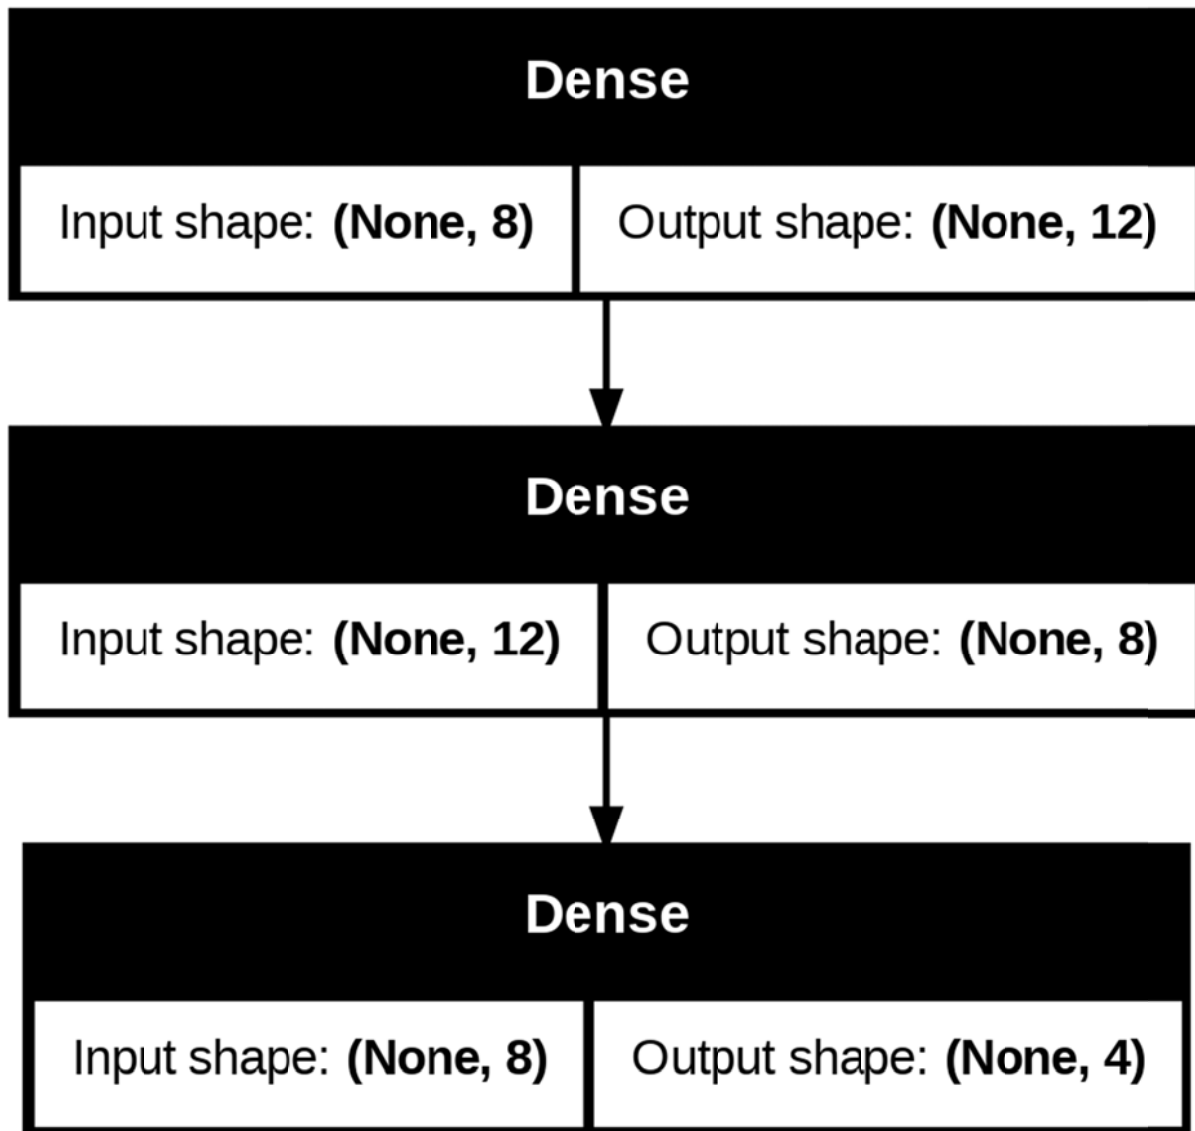 Dense
Input shape: (None, 8) Output shape: (None, 12)
Dense
Input shape: (None, 12) Output shape: (None, 8)
Dense
Input shape: (None, 8) Output shape: (None, 4)